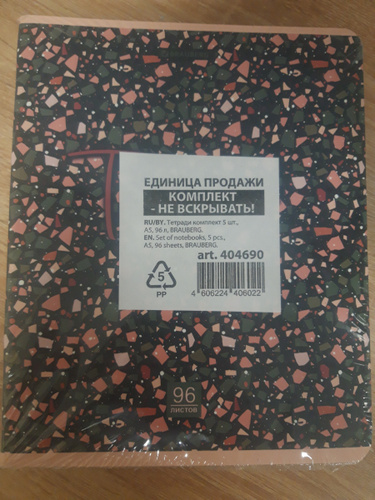 Т
ЕДИНИЦА ПРОДАЖИ
КОМПЛЕКТ
- НЕ ВСКРЫВАТЬ!
RU/BY. Тетради комплект 5 шт.,
А5, 96 л, BRAUBERG.
EN. Set of notebooks, 5 pcs.,
A5, 96 sheets, BRAUBERG.
art. 404690
5
PP
4 606224 406022
96
ЛИСТОВ